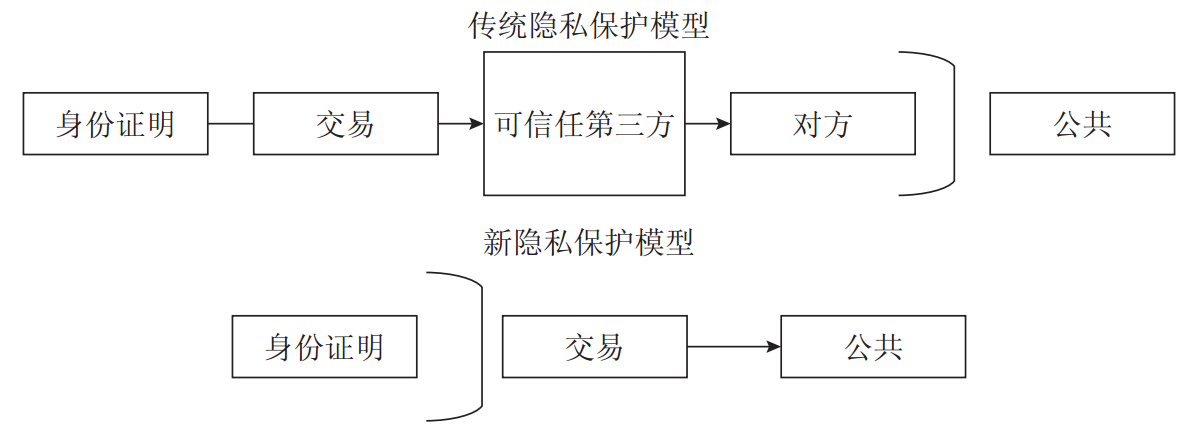 传统隐私保护模型
身份证明 交易 可信任第三方 对方 公共
新隐私保护模型
身份证明 交易 公共